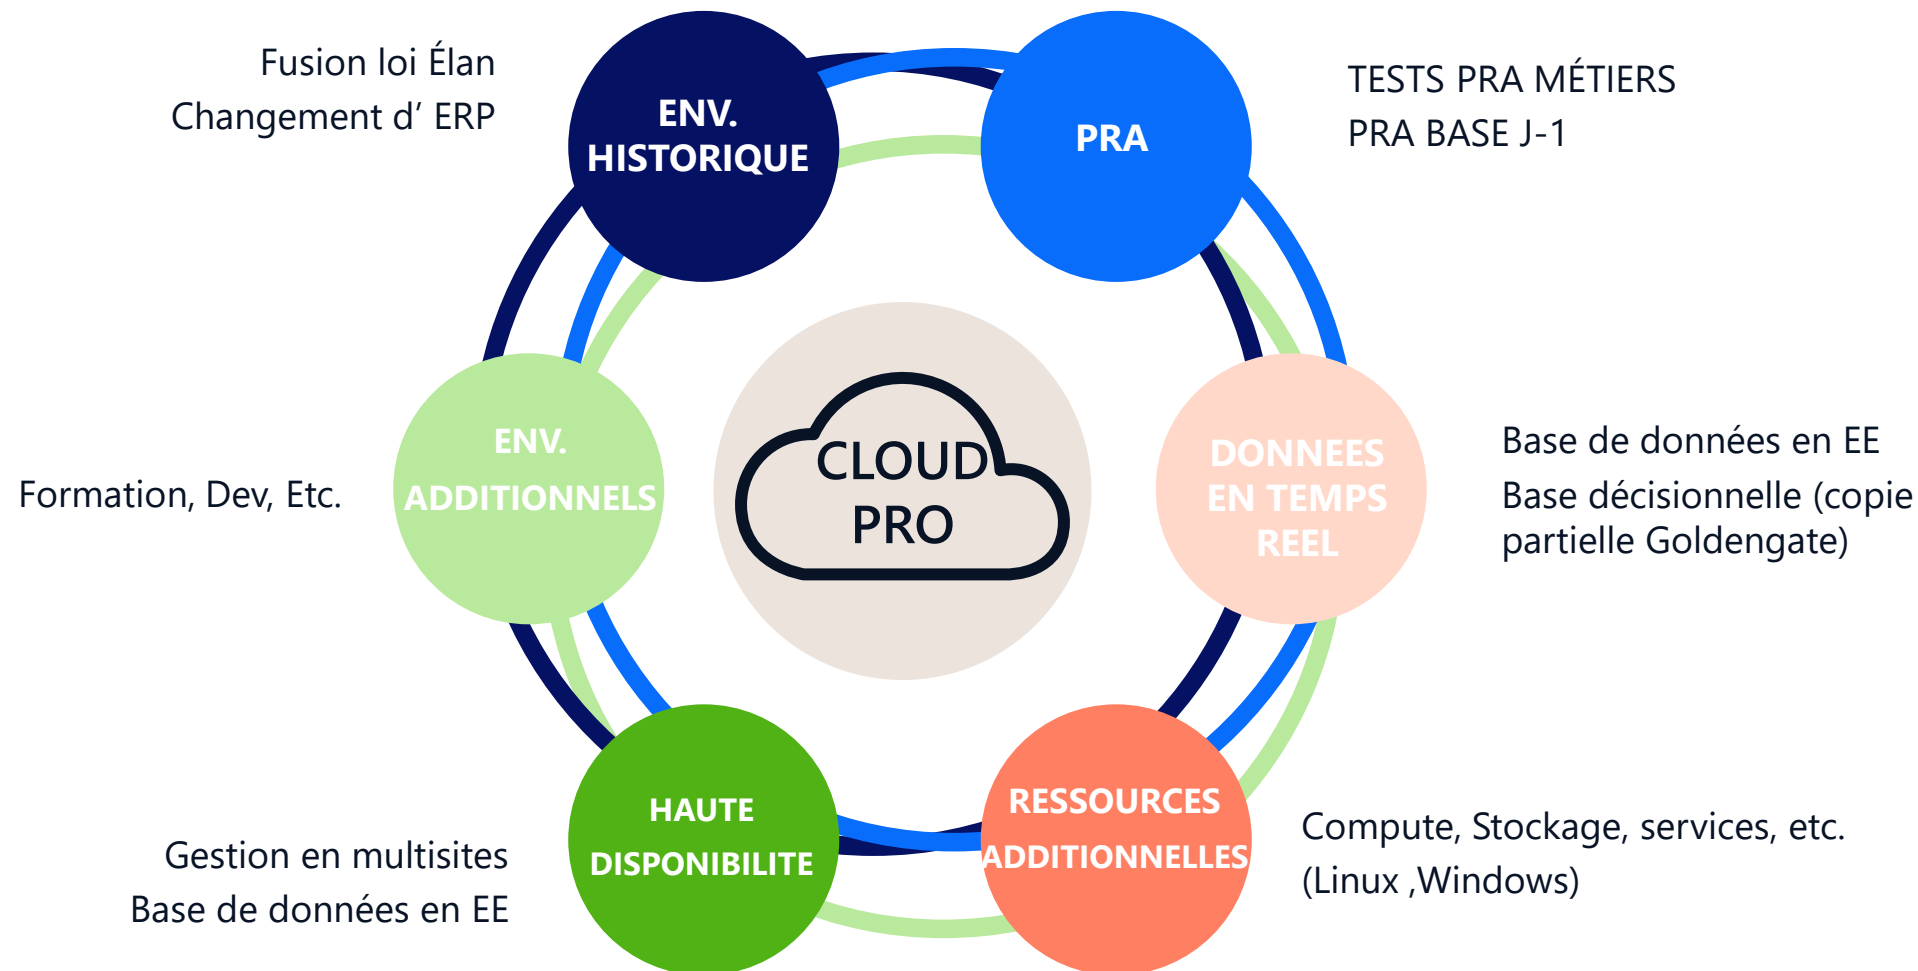 Fusion loi Élan
Changement d’ ERP
ENV.
HISTORIQUE
PRA
TESTS PRA MÉTIERS
PRA BASE J-1
Formation, Dev, Etc.
ENV.
ADDITIONNELS
CLOUD
PRO
DONNEES
EN TEMPS
REEL
Base de données en EE
Base décisionnelle (copie
partielle Goldengate)
Gestion en multisites
Base de données en EE
HAUTE
DISPONIBILITE
RESSOURCES
ADDITIONNELLES
Compute, Stockage, services, etc.
(Linux ,Windows)